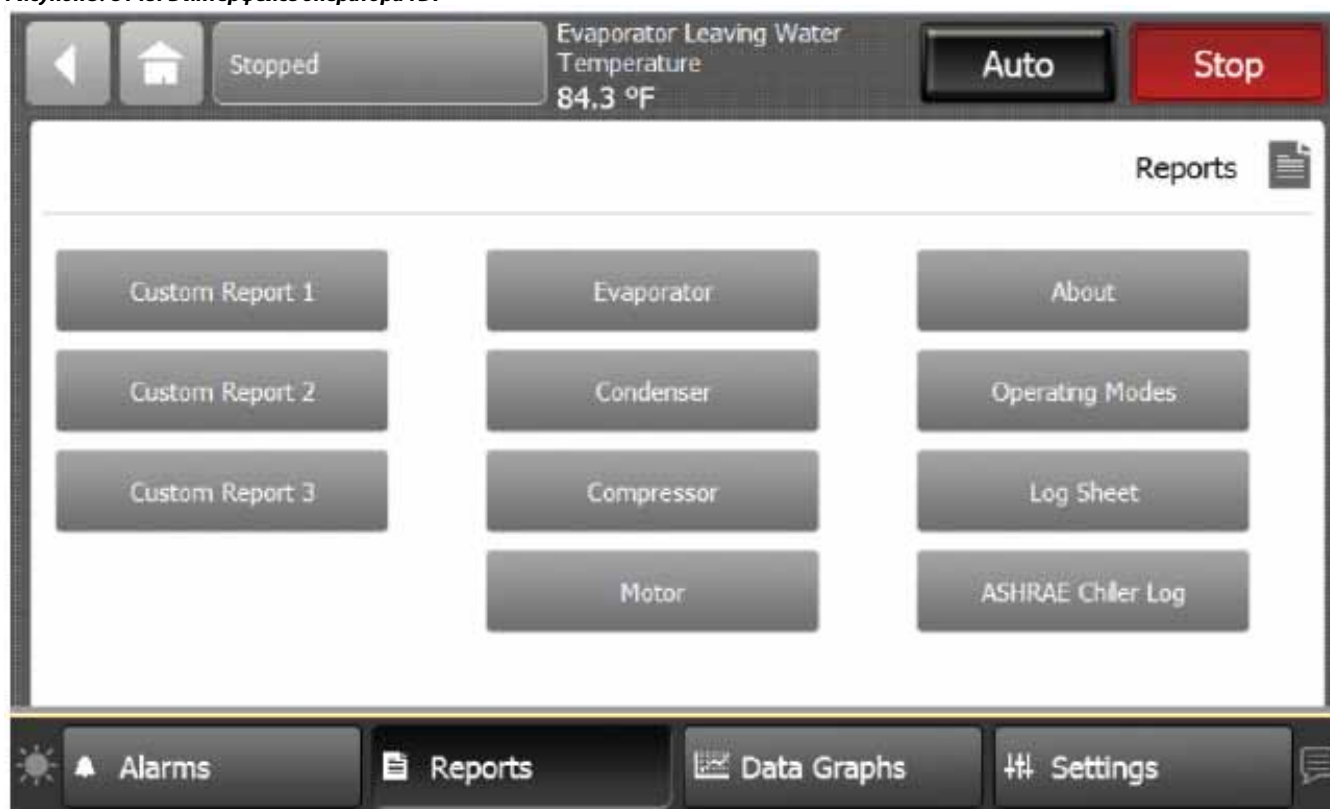 Stopped
Evaporator Leaving Water
Temperature
84.3 ºF
Auto
Stop
Reports
Custom Report 1
Evaporator
About
Custom Report 2
Condenser
Operating Modes
Custom Report 3
Compressor
Log Sheet
Motor
ASHRAE Chiller Log
Alarms
Reports
Data Graphs
Settings